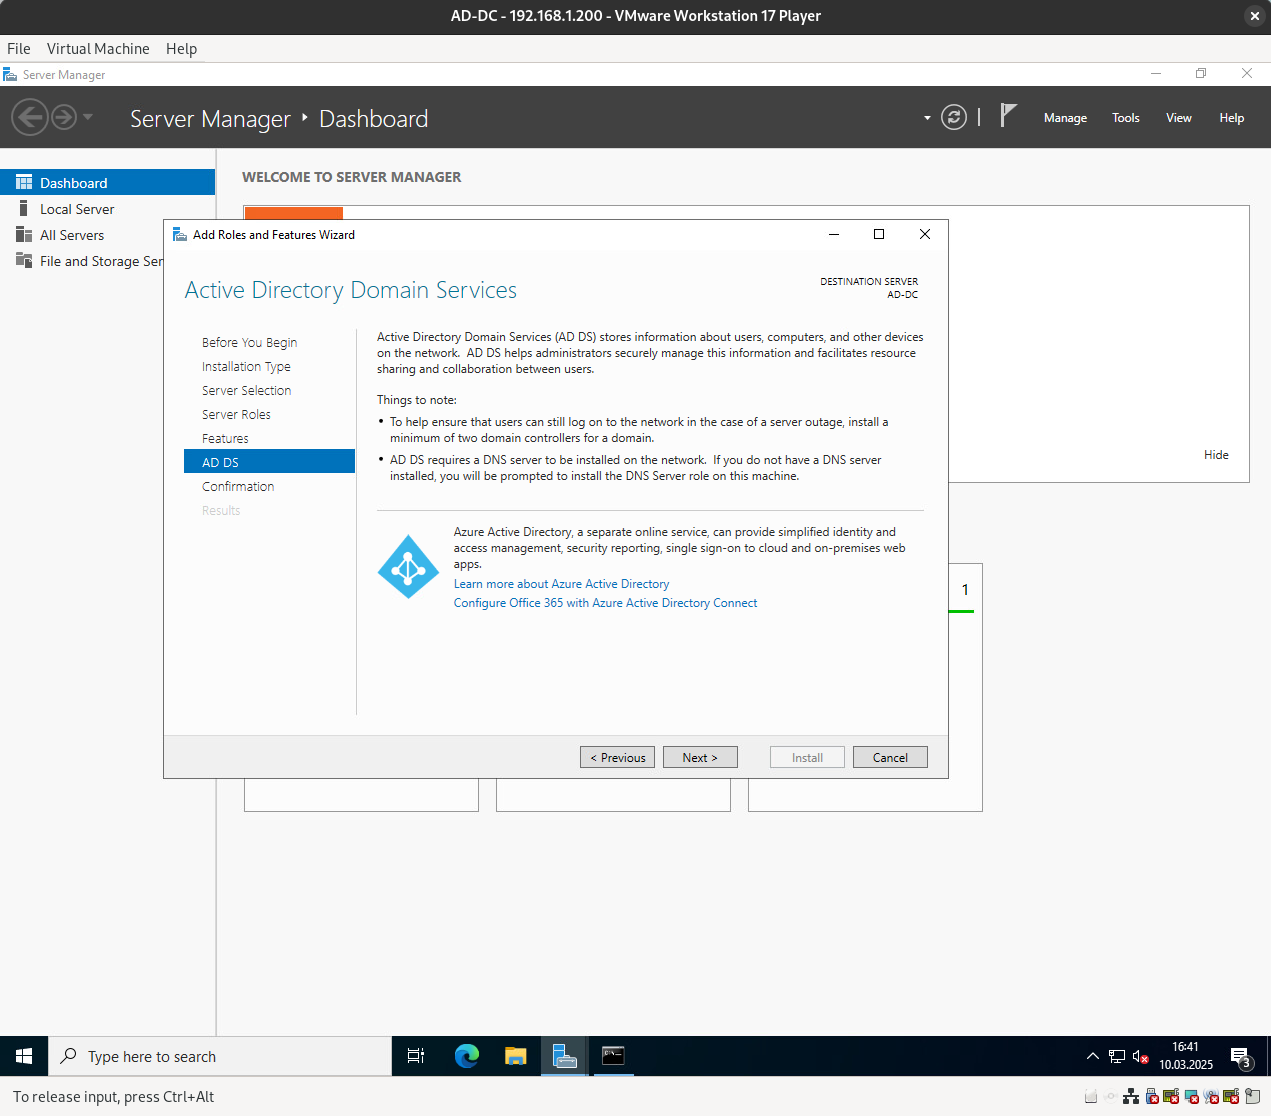 AD-DC - 192.168.1.200 - VMware Workstation 17 Player
File Virtual Machine Help
Server Manager
Server Manager Dashboard
Manage Tools View Help
Dashboard
Local Server
All Servers
File and Storage Ser
WELCOME TO SERVER MANAGER
Hide
1
Add Roles and Features Wizard
Active Directory Domain Services
DESTINATION SERVER
AD-DC
Before You Begin
Installation Type
Server Selection
Server Roles
Features
AD DS
Confirmation
Results
Active Directory Domain Services (AD DS) stores information about users, computers, and other devices
on the network. AD DS helps administrators securely manage this information and facilitates resource
sharing and collaboration between users.
Things to note:
• To help ensure that users can still log on to the network in the case of a server outage, install a
minimum of two domain controllers for a domain.
• AD DS requires a DNS server to be installed on the network. If you do not have a DNS server
installed, you will be prompted to install the DNS Server role on this machine.
Azure Active Directory, a separate online service, can provide simplified identity and
access management, security reporting, single sign-on to cloud and on-premises web
apps.
Learn more about Azure Active Directory
Configure Office 365 with Azure Active Directory Connect
< Previous Next > Install Cancel
Type here to search
16:41
10.03.2025
3
To release input, press Ctrl+Alt